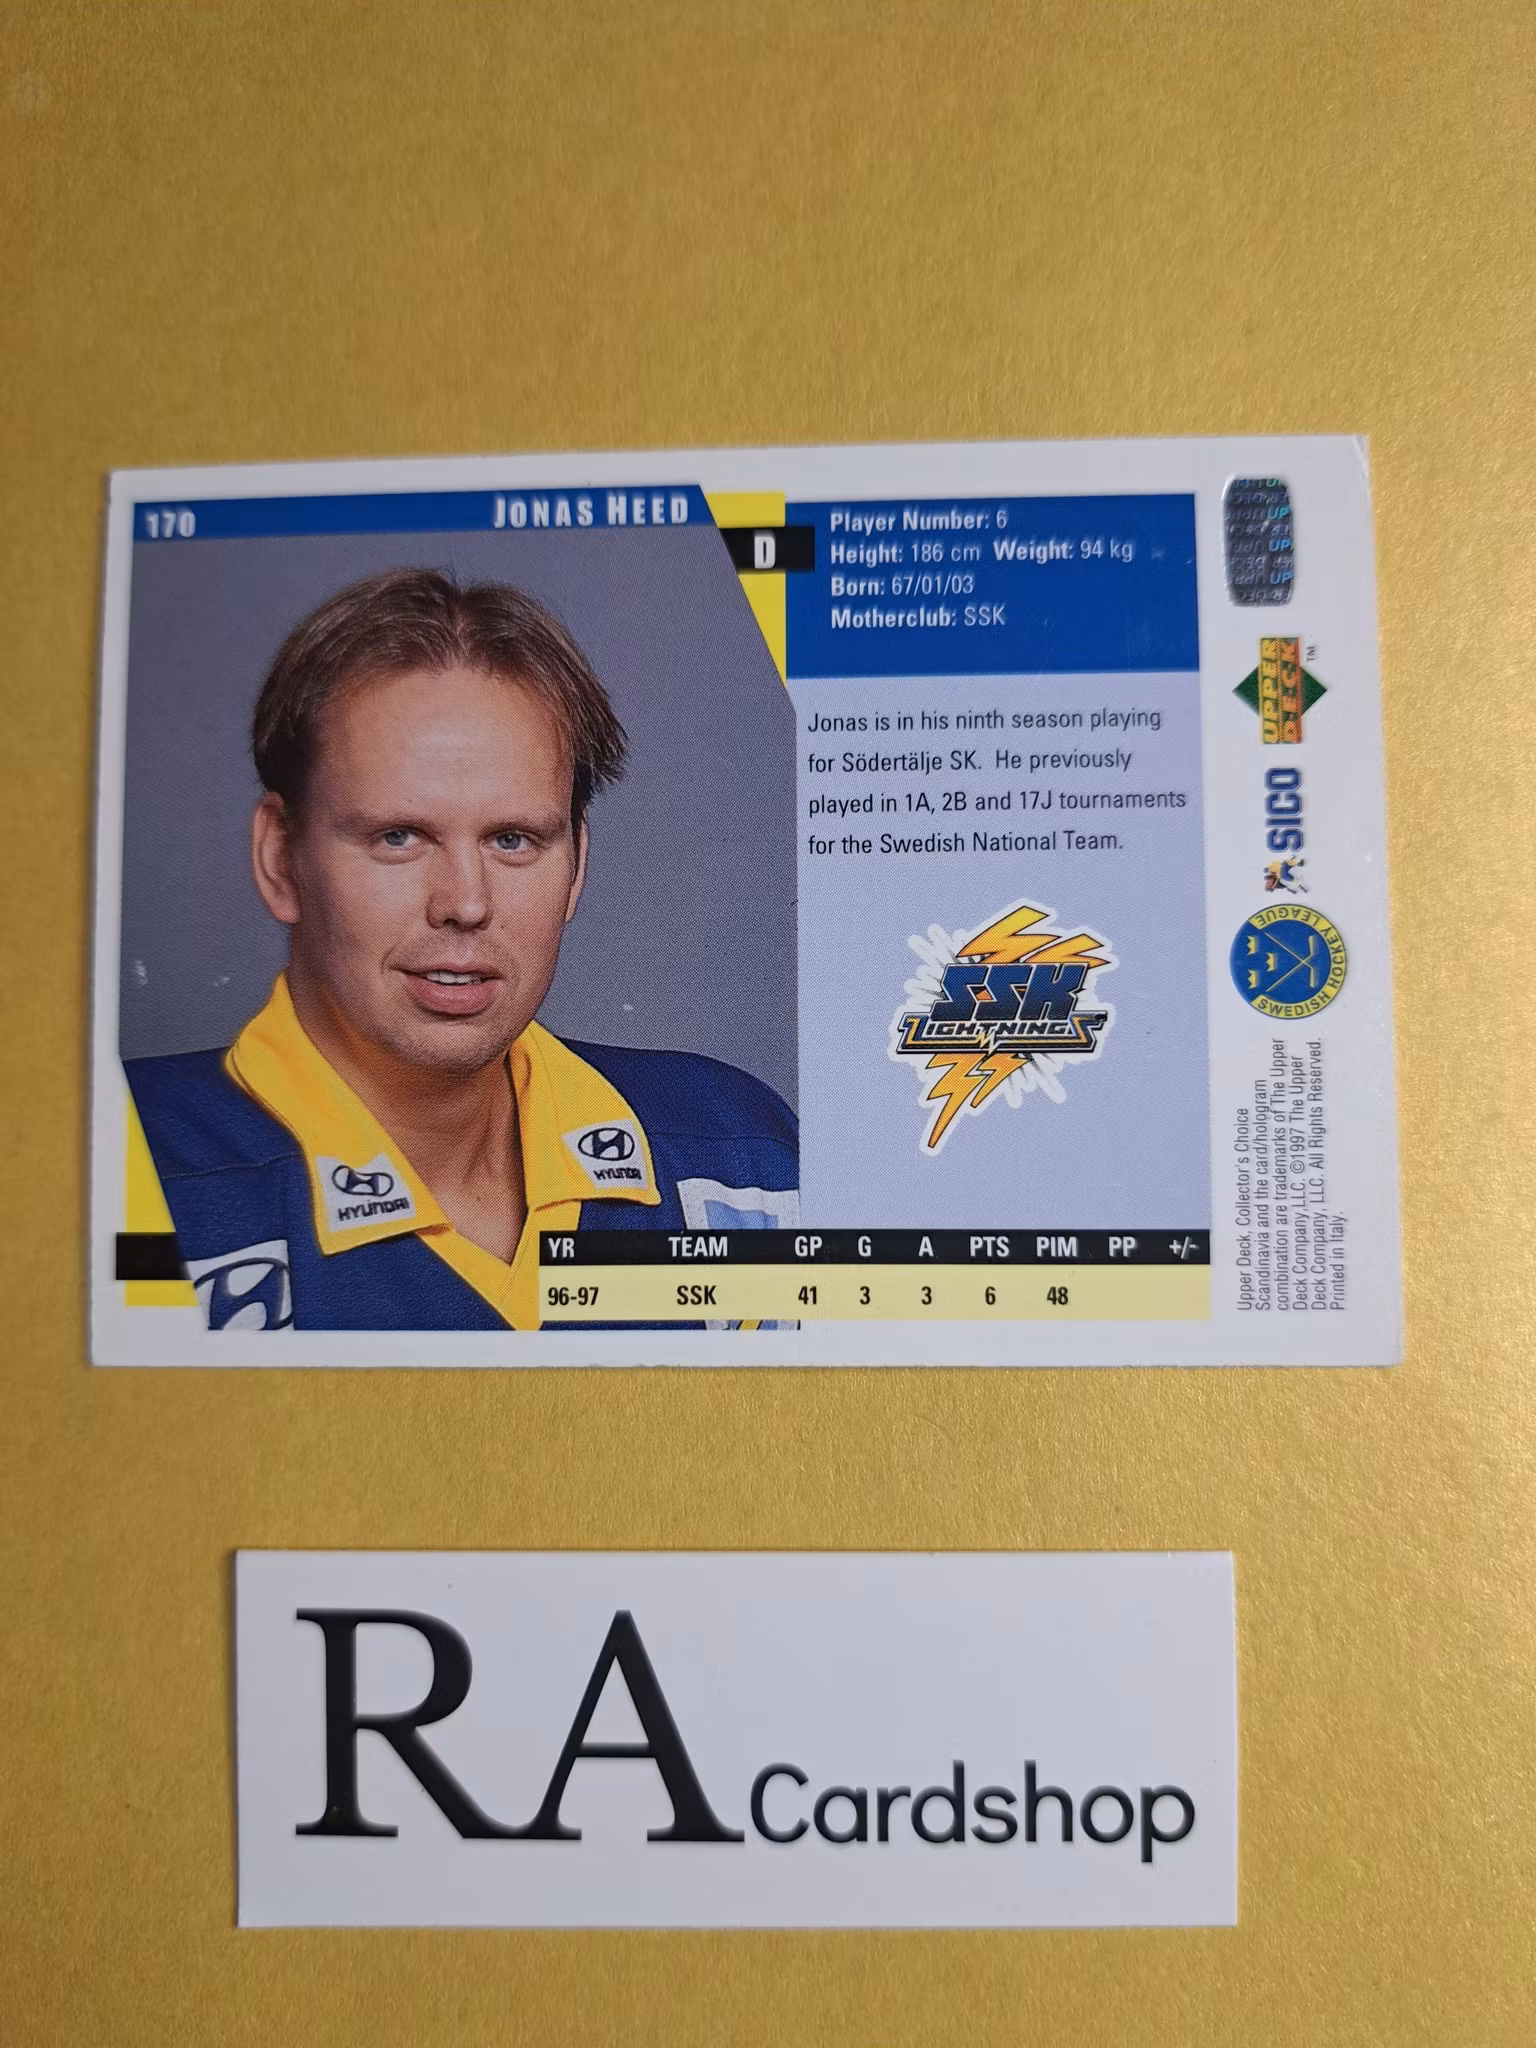 170 JONAS HEED
D
Player Number: 6
Height: 186 cm Weight: 94 kg
Born: 67/01/03
Motherclub: SSK
Jonas is in his ninth season playing
for Södertälje SK. He previously
played in 1A, 2B and 17J tournaments
for the Swedish National Team.
SSK
LIGHTNING
HYUNDAI
HYUNDAI
YR TEAM GP G A PTS PIM PP +/-
96-97 SSK 41 3 3 6 48
UPPER
DECK
TM
SICO
SWEDISH HOCKEY LEAGUE
Upper Deck, Collector's Choice
Scandinavia and the card/hologram
combination are trademarks of The Upper
Deck Company, LLC. ©1997 The Upper
Deck Company, LLC. All Rights Reserved.
Printed in Italy.
RA Cardshop